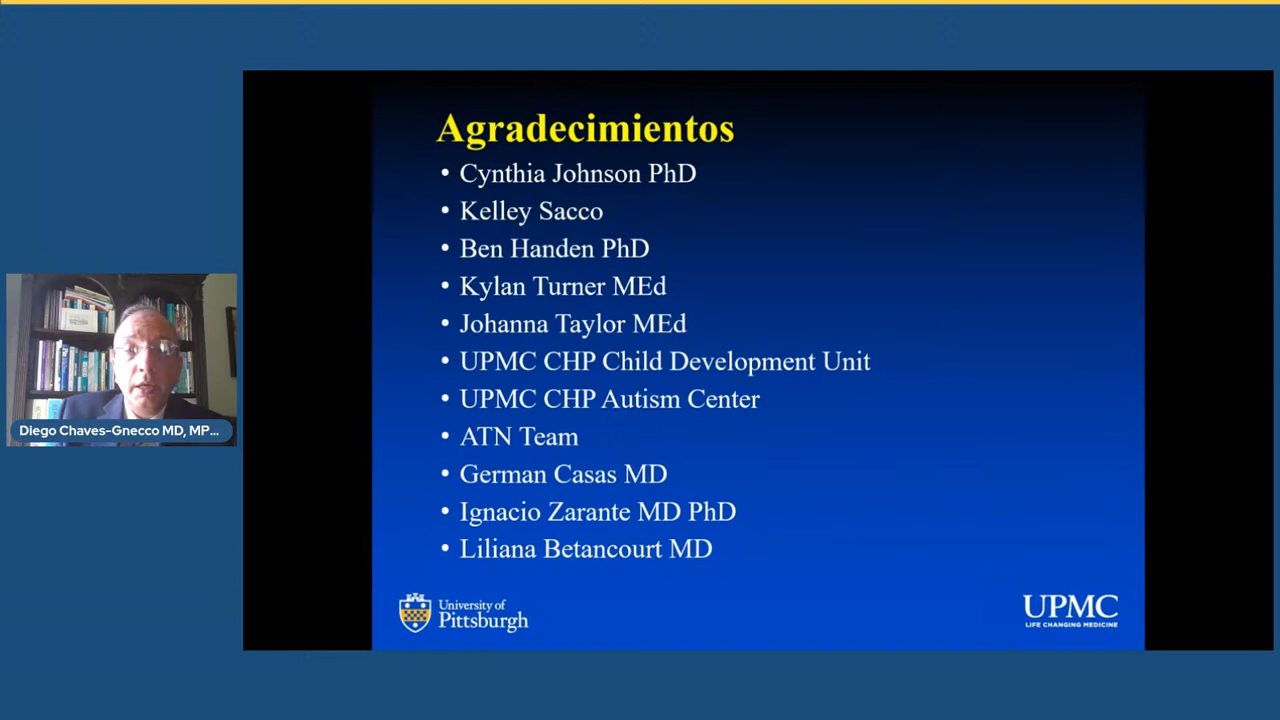 Agradecimientos
• Cynthia Johnson PhD
• Kelley Sacco
• Ben Handen PhD
• Kylan Turner MEd
• Johanna Taylor MEd
• UPMC CHP Child Development Unit
• UPMC CHP Autism Center
• ATN Team
• German Casas MD
• Ignacio Zarante MD PhD
• Liliana Betancourt MD
University of
Pittsburgh
UPMC
LIFE CHANGING MEDICINE
Diego Chaves-Gnecco MD, MP...